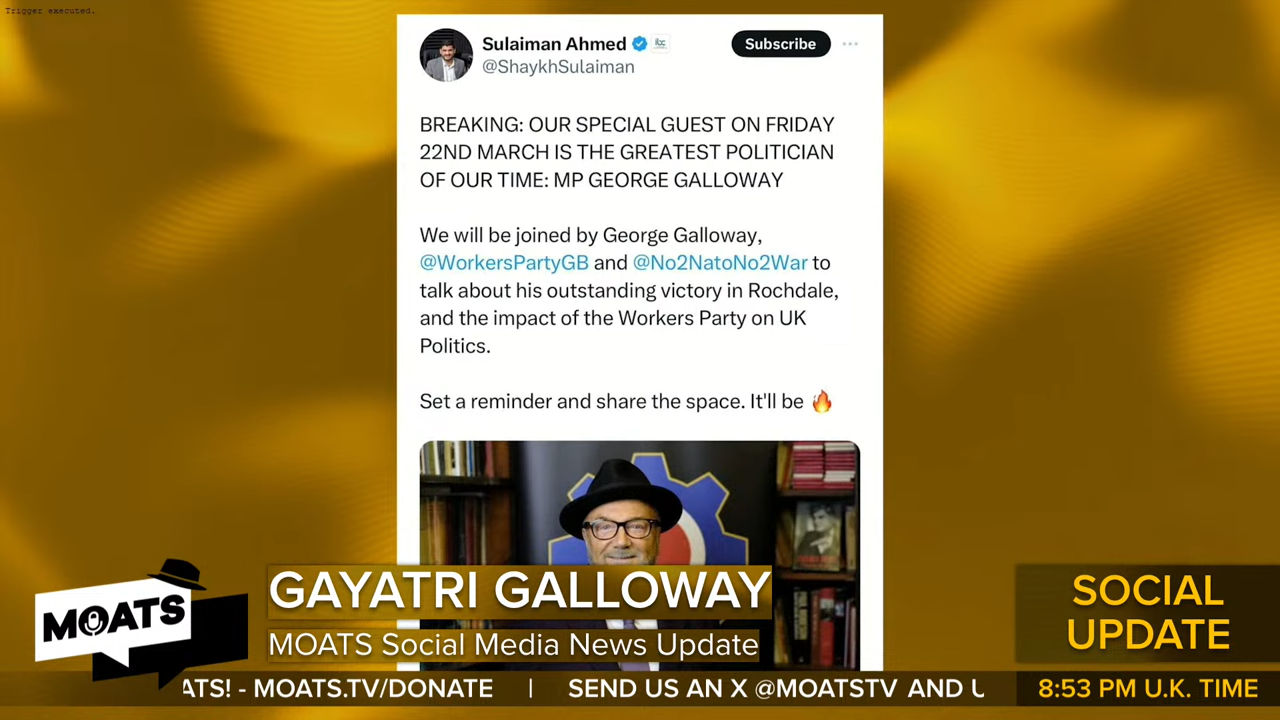 Trigger executed.
Sulaiman Ahmed
Subscribe
@ShaykhSulaiman
BREAKING: OUR SPECIAL GUEST ON FRIDAY
22ND MARCH IS THE GREATEST POLITICIAN
OF OUR TIME: MP GEORGE GALLOWAY
We will be joined by George Galloway,
@WorkersPartyGB and @No2NatoNo2War to
talk about his outstanding victory in Rochdale,
and the impact of the Workers Party on UK
Politics.
Set a reminder and share the space. It'll be 🔥
MOATS
GAYATRI GALLOWAY
MOATS Social Media News Update
SOCIAL
UPDATE
ATS! - MOATS.TV/DONATE | SEND US AN X @MOATSTV AND U
8:53 PM U.K. TIME